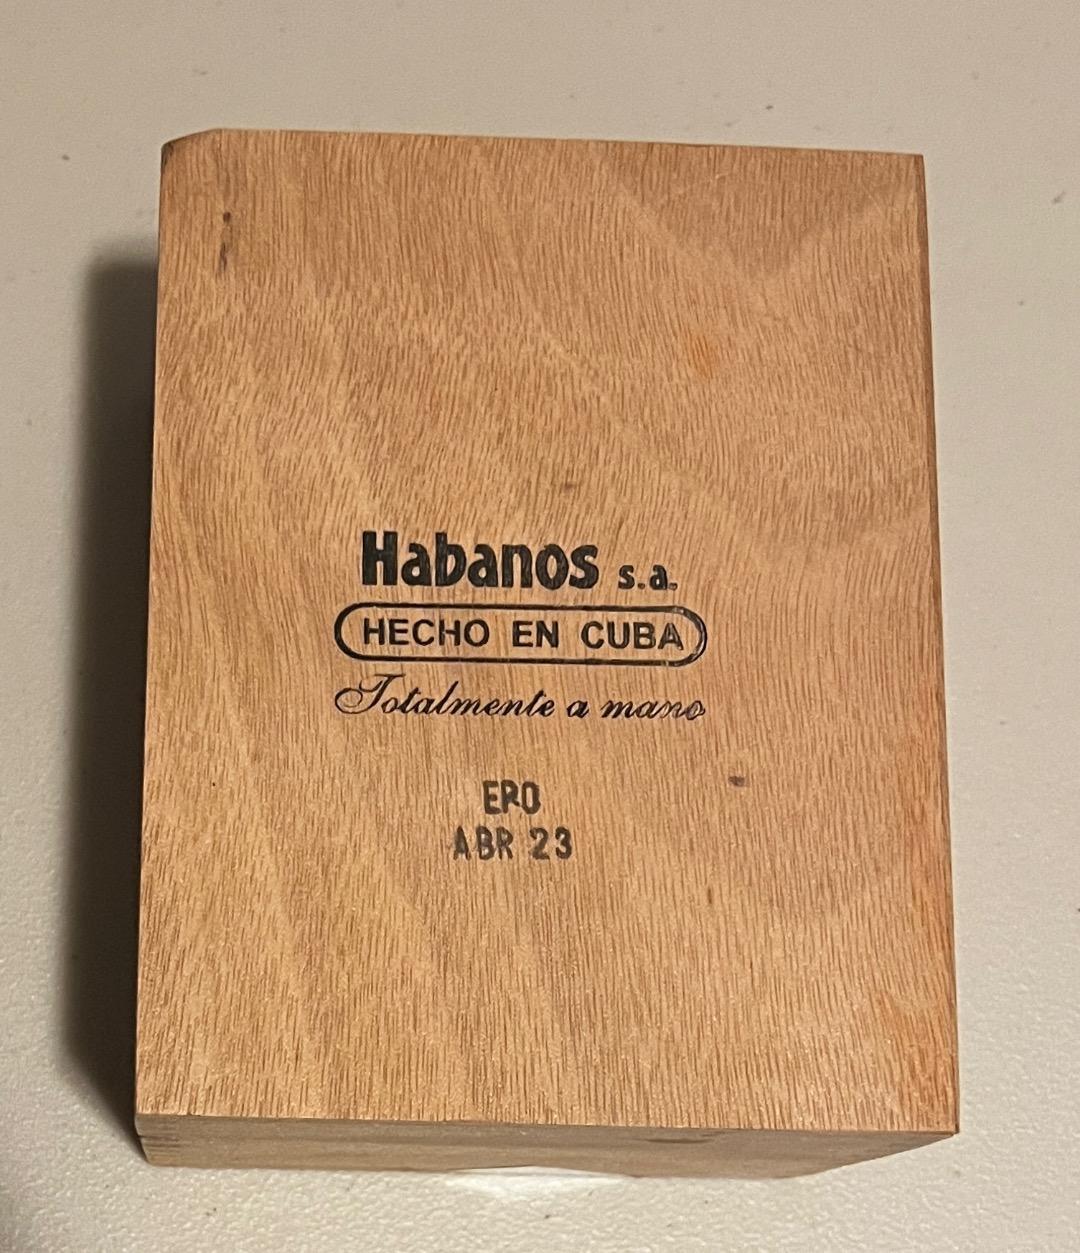 Habanos s.a.
HECHO EN CUBA
Totalmente a mano
ERO
ABR 23